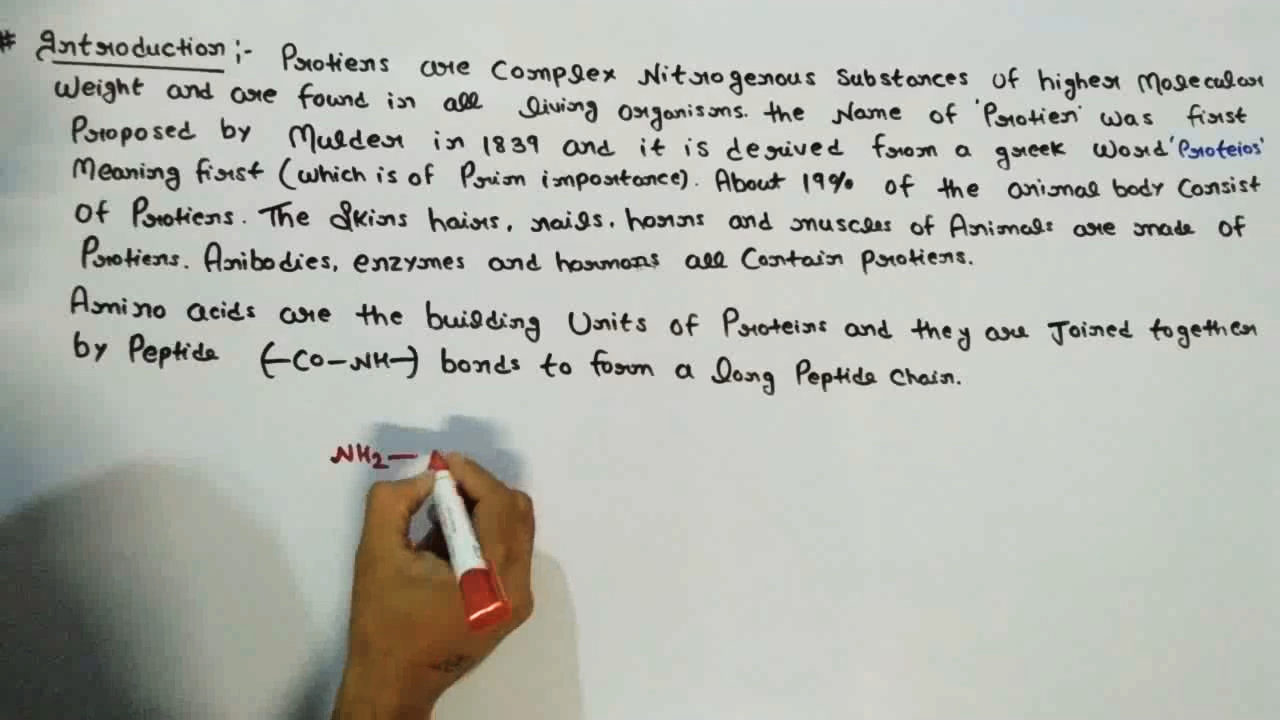 # Introduction :- Protiens are Complex Nitrogenous Substances of higher Molecular
Weight and are found in all living organisms. the Name of 'Protien' was first
Proposed by Mulder in 1839 and it is derived from a greek word 'Proteios'
Meaning first (which is of Prim importance). About 19% of the animal body Consist
of Protiens. The Skins hairs, nails, horns and muscles of Animals are made of
Protiens. Anibodies, enzymes and harmons all Contain protiens.
Amino acids are the building Units of Proteins and they are Joined together
by Peptide (-CO-NH-) bonds to form a long Peptide Chain.
NH2-